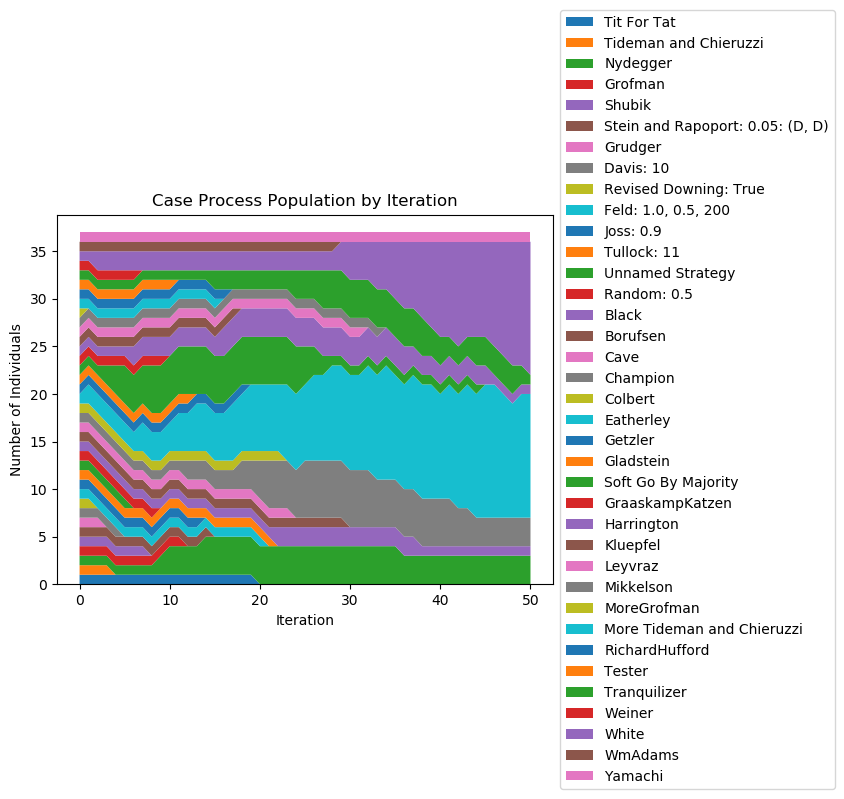 Case Process Population by Iteration
Number of Individuals
35
30
25
20
15
10
5
0
0 10 20 30 40 50
Iteration
Tit For Tat
Tideman and Chieruzzi
Nydegger
Grofman
Shubik
Stein and Rapoport: 0.05: (D, D)
Grudger
Davis: 10
Revised Downing: True
Feld: 1.0, 0.5, 200
Joss: 0.9
Tullock: 11
Unnamed Strategy
Random: 0.5
Black
Borufsen
Cave
Champion
Colbert
Eatherley
Getzler
Gladstein
Soft Go By Majority
GraaskampKatzen
Harrington
Kluepfel
Leyvraz
Mikkelson
MoreGrofman
More Tideman and Chieruzzi
RichardHufford
Tester
Tranquilizer
Weiner
White
WmAdams
Yamachi